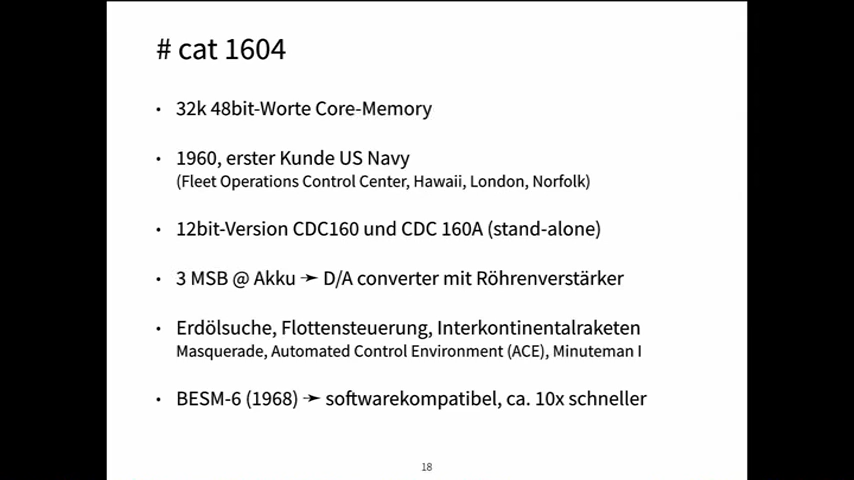 # cat 1604
• 32k 48bit-Worte Core-Memory
• 1960, erster Kunde US Navy
(Fleet Operations Control Center, Hawaii, London, Norfolk)
• 12bit-Version CDC160 und CDC 160A (stand-alone)
• 3 MSB @ Akku ➛ D/A converter mit Röhrenverstärker
• Erdölsuche, Flottensteuerung, Interkontinentalraketen
Masquerade, Automated Control Environment (ACE), Minuteman I
• BESM-6 (1968) ➛ softwarekompatibel, ca. 10x schneller
18